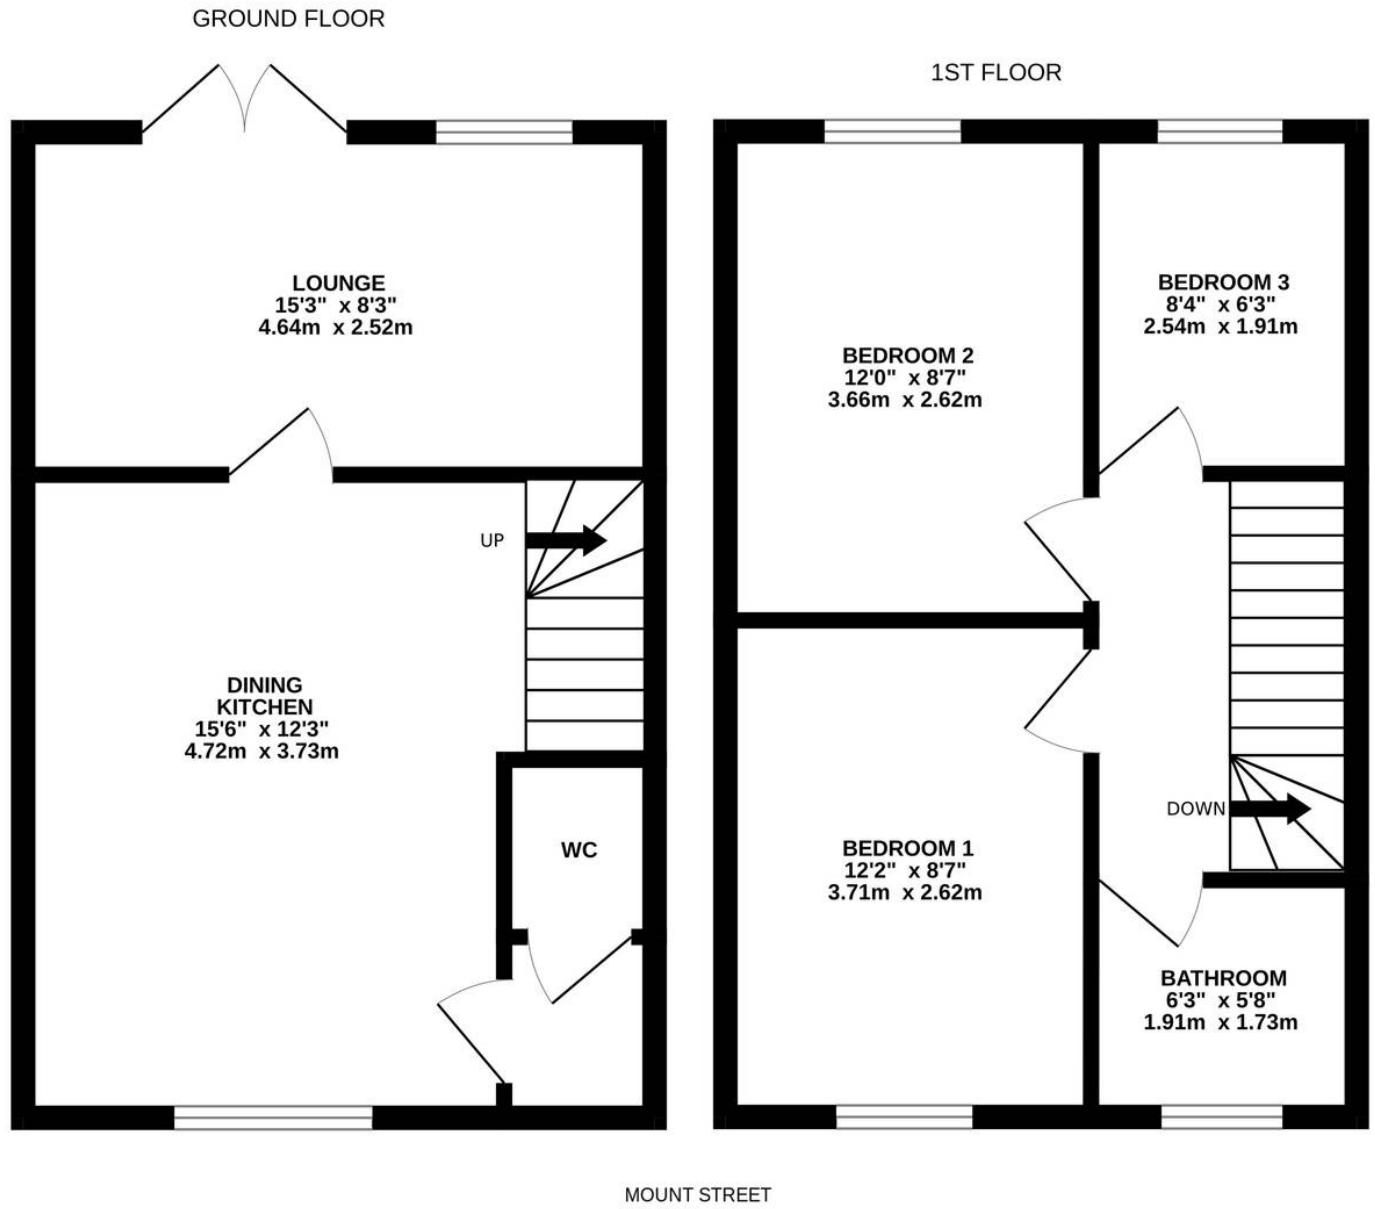 GROUND FLOOR
LOUNGE
15'3" x 8'3"
4.64m x 2.52m
UP
DINING
KITCHEN
15'6" x 12'3"
4.72m x 3.73m
WC
1ST FLOOR
BEDROOM 3
8'4" x 6'3"
2.54m x 1.91m
BEDROOM 2
12'0" x 8'7"
3.66m x 2.62m
DOWN
BEDROOM 1
12'2" x 8'7"
3.71m x 2.62m
BATHROOM
6'3" x 5'8"
1.91m x 1.73m
MOUNT STREET